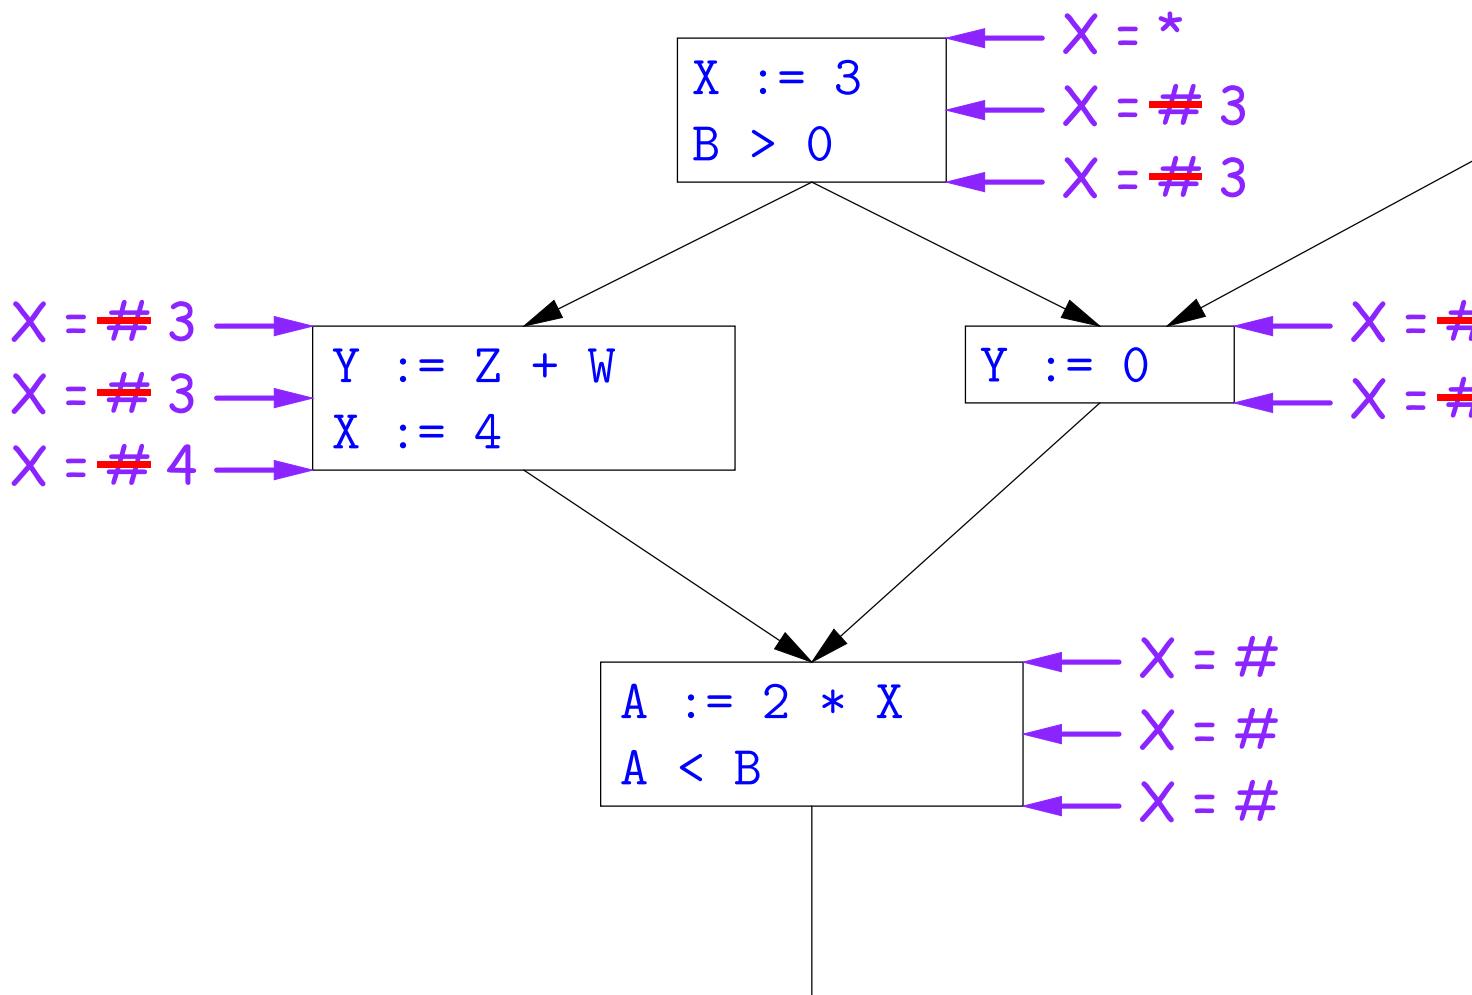 X = *
X := 3
X = # 3
B > 0
X = # 3
X = # 3
Y := Z + W
X = # 3
X := 4
X = # 4
Y := 0
X = #
X = #
X = #
A := 2 * X
X = #
A < B
X = #